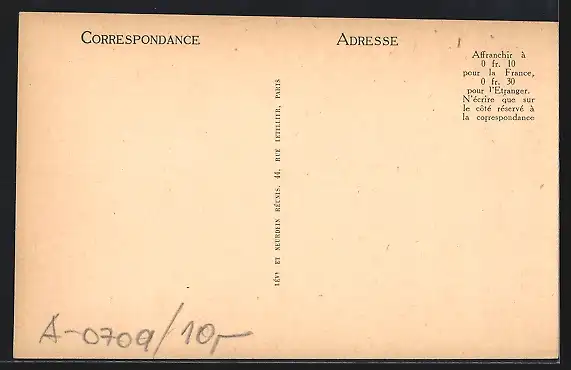 CORRESPONDANCE
ADRESSE
Affranchir à
0 fr. 10
pour la France,
0 fr. 30
pour l'Etranger.
N'écrire que sur
le côté réservé à
la correspondance
LÉVY ET NEURDEIN RÉUNIS, 44, RUE LETELLIER, PARIS
A-0709/10,-